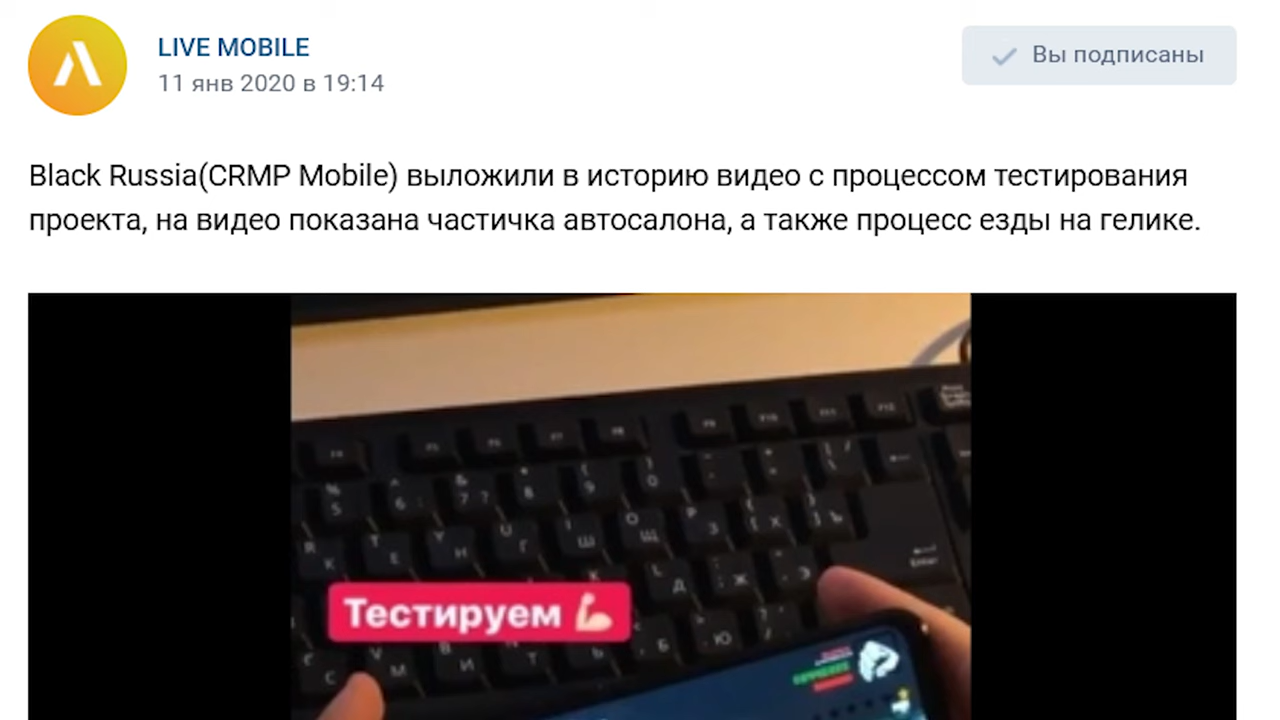 LIVE MOBILE
11 янв 2020 в 19:14
Вы подписаны
Black Russia(CRMP Mobile) выложили в историю видео с процессом тестирования
проекта, на видео показана частичка автосалона, а также процесс езды на гелике.
Тестируем